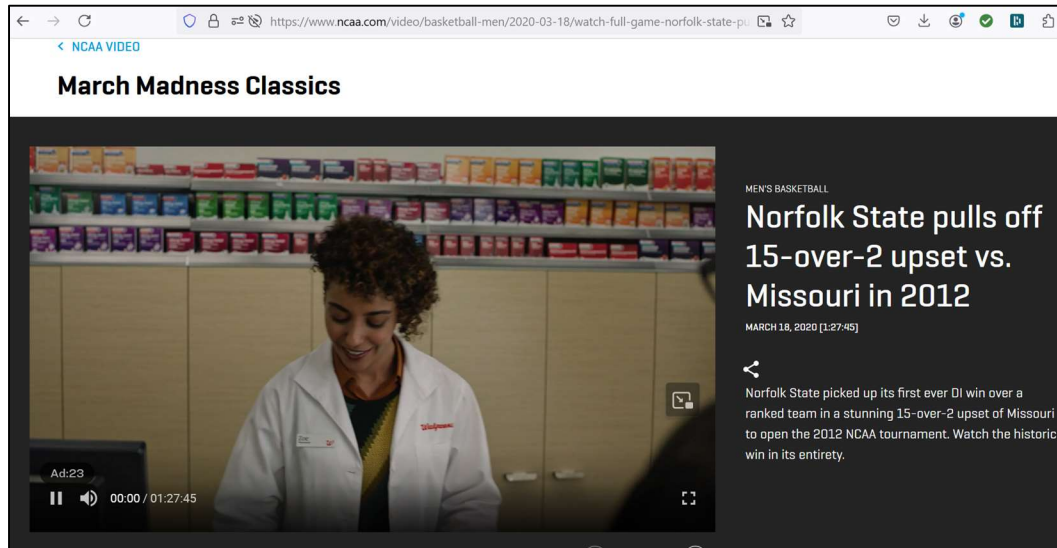 https://www.ncaa.com/video/basketball-men/2020-03-18/watch-full-game-norfolk-state-pu
NCAA VIDEO
March Madness Classics
MEN'S BASKETBALL
Norfolk State pulls off
15-over-2 upset vs.
Missouri in 2012
MARCH 18, 2020 [1:27:45]
Norfolk State picked up its first ever DI win over a
ranked team in a stunning 15-over-2 upset of Missouri
to open the 2012 NCAA tournament. Watch the historic
win in its entirety.
Walgreens
Ad:23
00:00 / 01:27:45